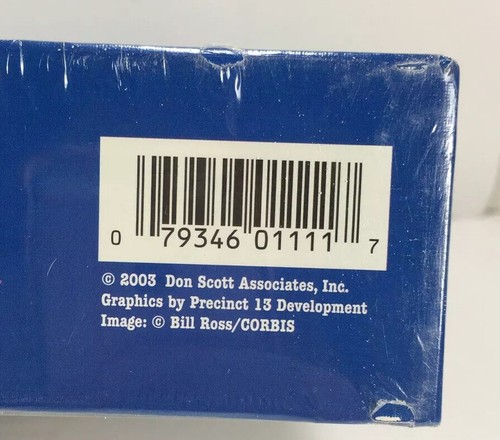 0 79346 01111 7
© 2003 Don Scott Associates, Inc.
Graphics by Precinct 13 Development
Image: © Bill Ross/CORBIS